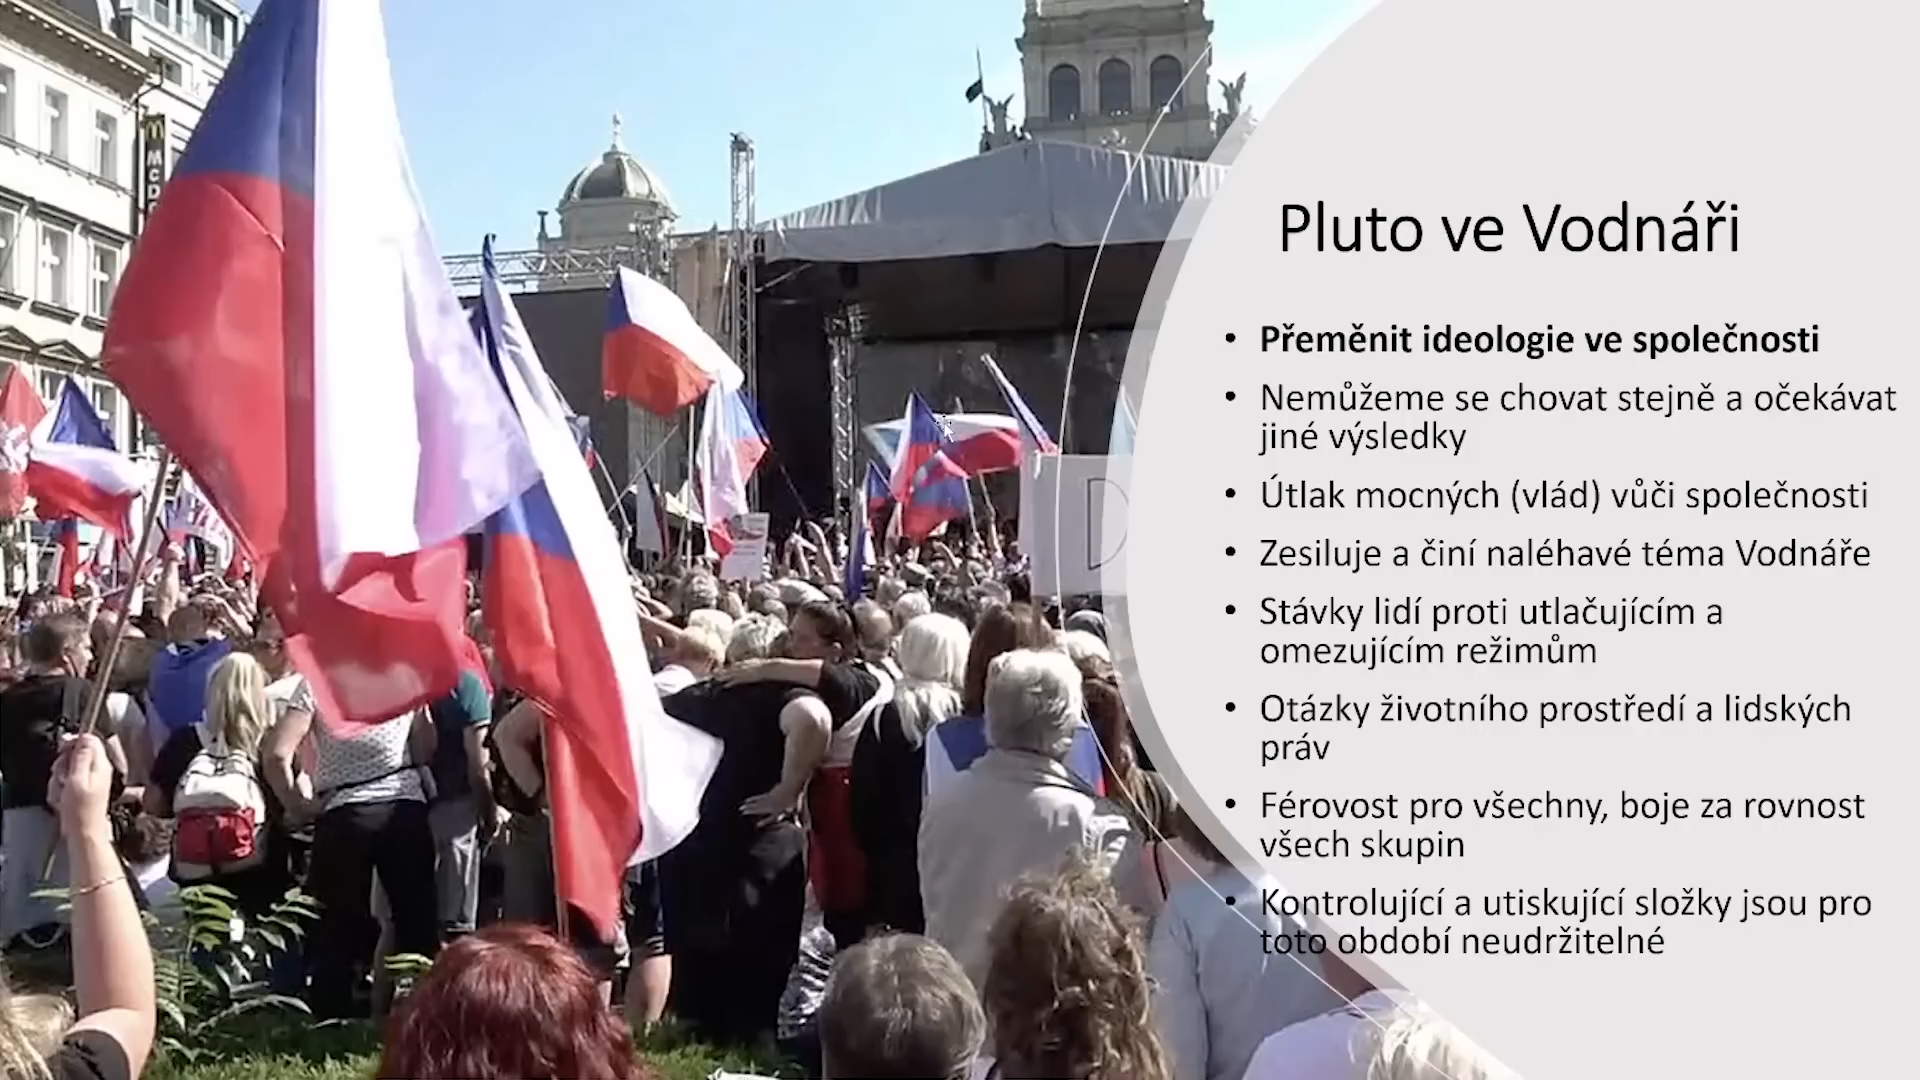 McD
Pluto ve Vodnáři
• Přeměnit ideologie ve společnosti
• Nemůžeme se chovat stejně a očekávat
jiné výsledky
• Útlak mocných (vlád) vůči společnosti
• Zesiluje a činí naléhavé téma Vodnáře
• Stávky lidí proti utlačujícím a
omezujícím režimům
• Otázky životního prostředí a lidských
práv
• Férovost pro všechny, boje za rovnost
všech skupin
• Kontrolující a utiskující složky jsou pro
toto období neudržitelné